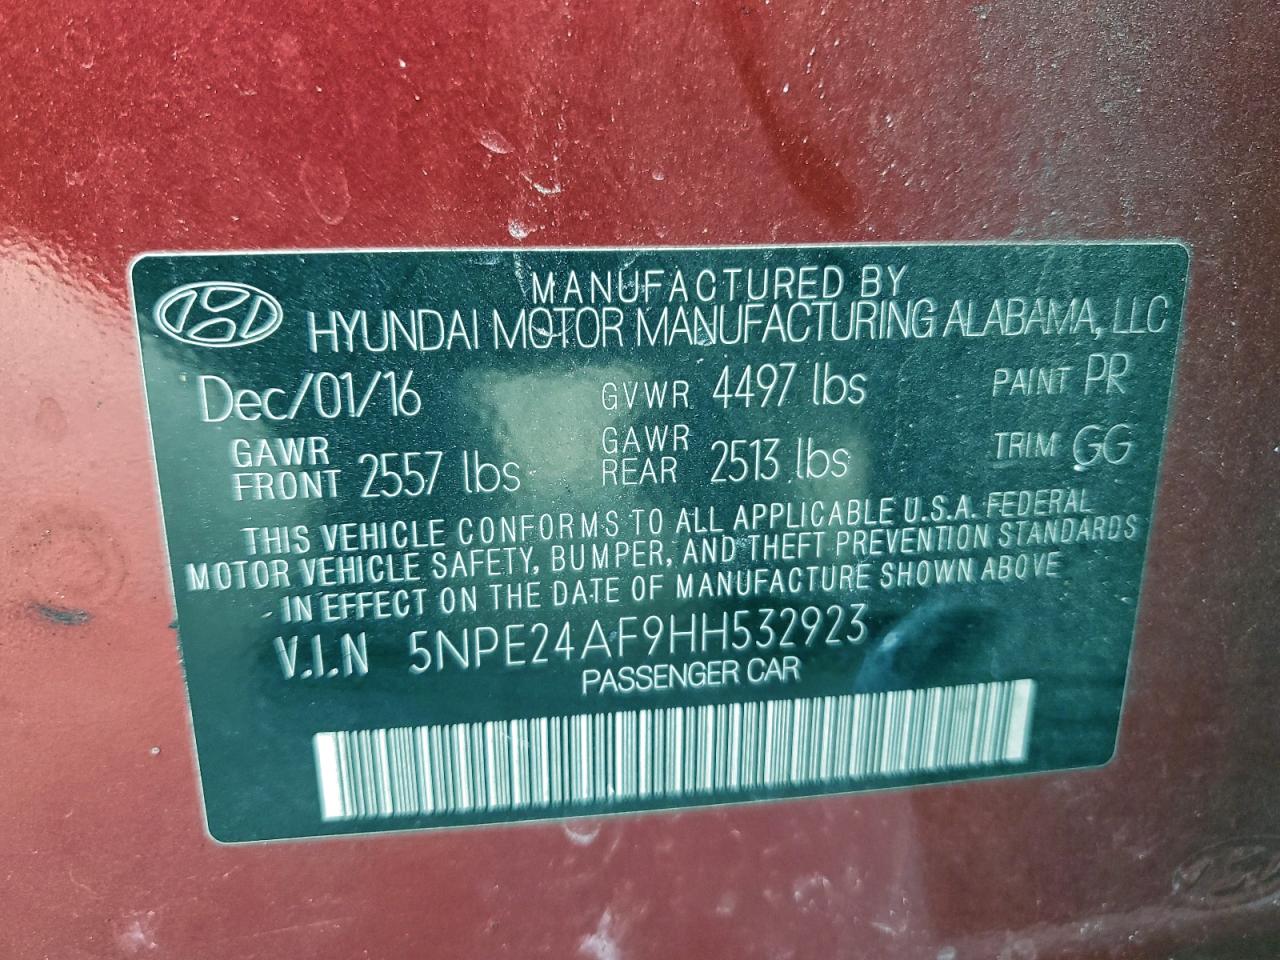 MANUFACTURED BY
HYUNDAI MOTOR MANUFACTURING ALABAMA, LLC
Dec/01/16 GVWR 4497 lbs PAINT PR
GAWR FRONT 2557 lbs GAWR REAR 2513 lbs TRIM GG
THIS VEHICLE CONFORMS TO ALL APPLICABLE U.S.A. FEDERAL
MOTOR VEHICLE SAFETY, BUMPER, AND THEFT PREVENTION STANDARDS
IN EFFECT ON THE DATE OF MANUFACTURE SHOWN ABOVE
V.I.N 5NPE24AF9HH532923
PASSENGER CAR